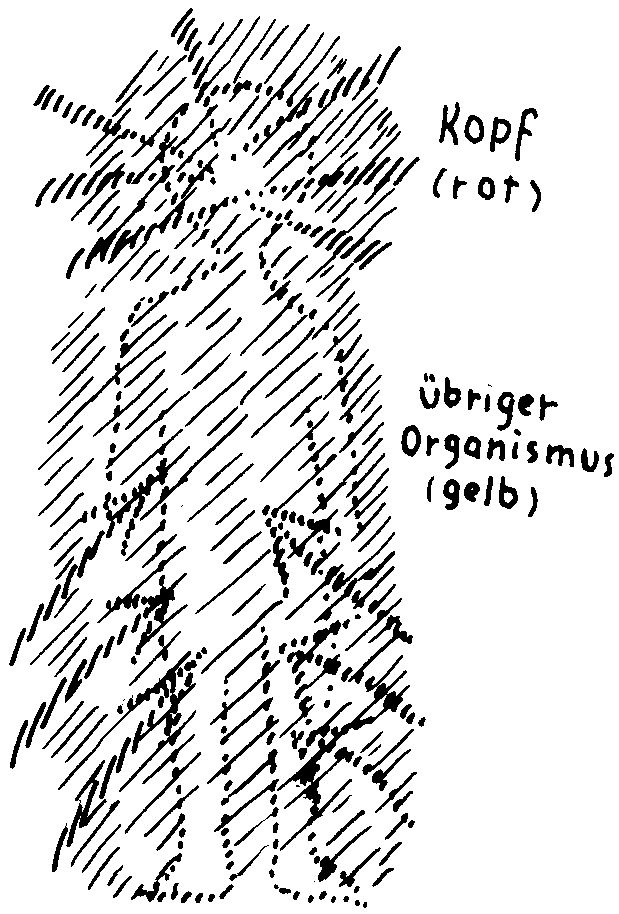 Kopf
(rot)
übriger
Organismus
(gelb)